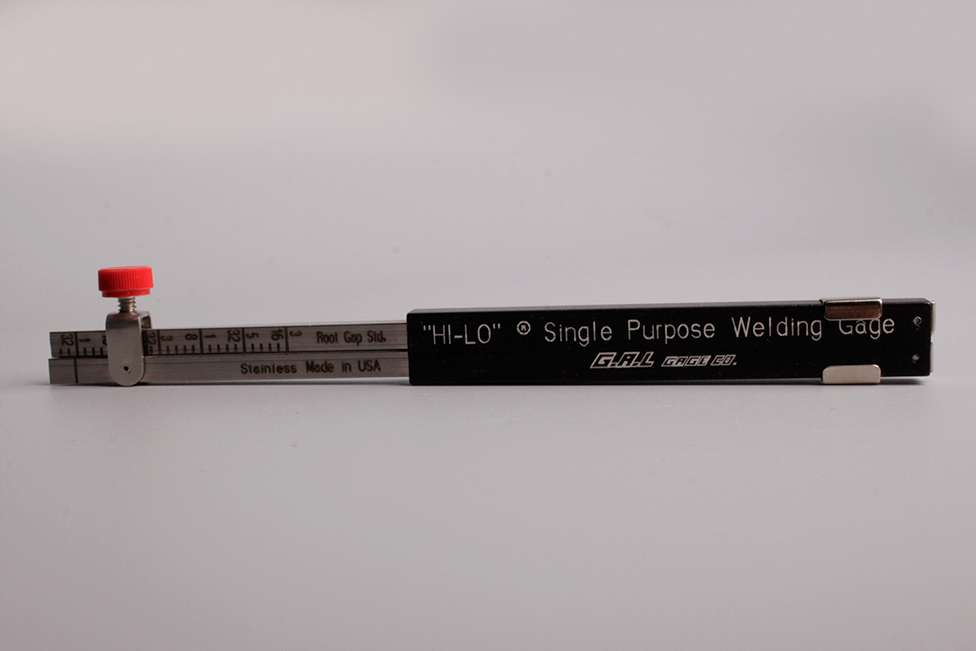 "HI-LO" ® Single Purpose Welding Gage
G.A.L GAGE CO.
Root Gap Std.
Stainless Made in USA